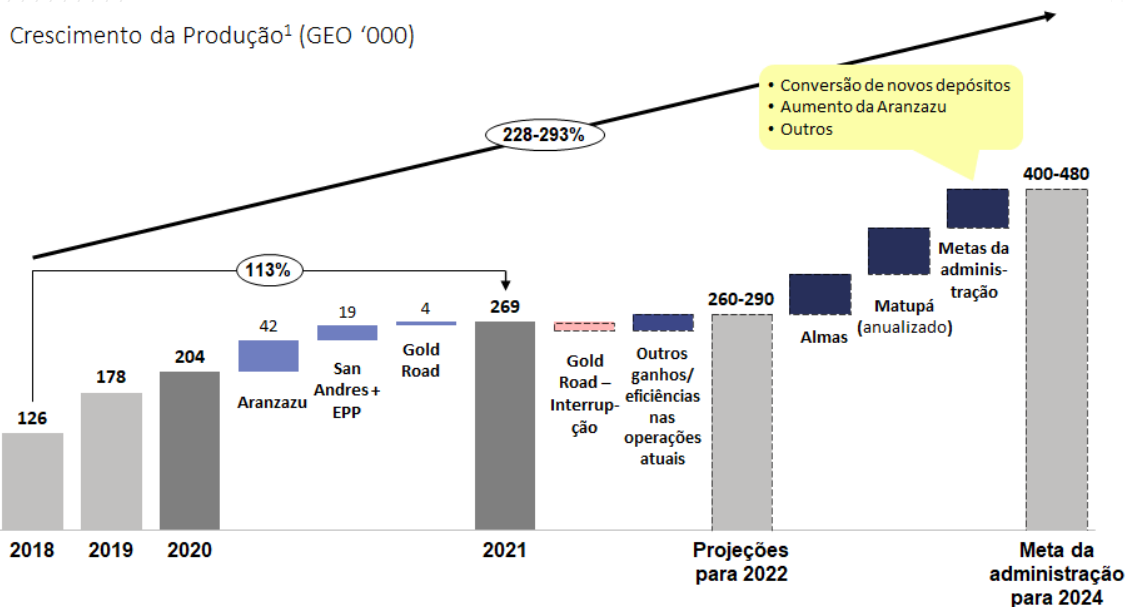 Crescimento da Produção¹ (GEO ‘000)
• Conversão de novos depósitos
• Aumento da Aranzazu
• Outros
228-293%
400-480
113%
126
178
204
42
Aranzazu
19
San
Andres +
EPP
4
Gold
Road
269
Gold
Road –
Interrup-
ção
Outros
ganhos/
eficiências
nas
operações
atuais
260-290
Almas
Matupá
(anualizado)
Metas da
adminis-
tração
2018
2019
2020
2021
Projeções
para 2022
Meta da
administração
para 2024